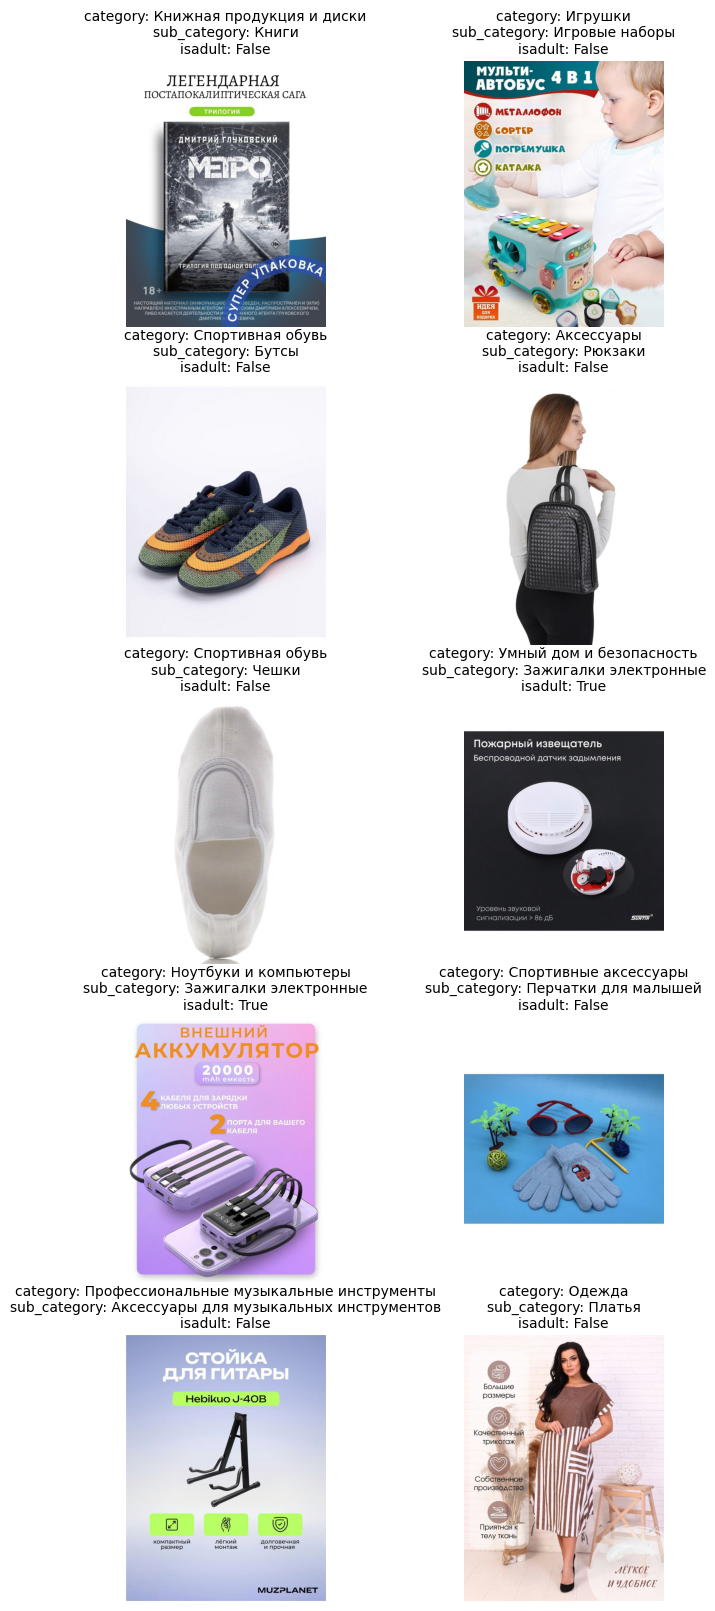 category: Книжная продукция и диски
sub_category: Книги
isadult: False
ЛЕГЕНДАРНАЯ
ПОСТАПОКАЛИПТИЧЕСКАЯ САГА
ТРИЛОГИЯ
ДМИТРИЙ ГЛУХОВСКИЙ
МЕТРО
ТРИЛОГИЯ ПОД ОДНОЙ
СУПЕР УПАКОВКА
18+
category: Игрушки
sub_category: Игровые наборы
isadult: False
МУЛЬТИ-
АВТОБУС
4 В 1
МЕТАЛЛОФОН
СОРТЕР
ПОГРЕМУШКА
КАТАЛКА
ИДЕЯ
ДЛЯ ПОДАРКА
category: Спортивная обувь
sub_category: Бутсы
isadult: False
category: Аксессуары
sub_category: Рюкзаки
isadult: False
category: Спортивная обувь
sub_category: Чешки
isadult: False
category: Умный дом и безопасность
sub_category: Зажигалки электронные
isadult: True
Пожарный извещатель
Беспроводной датчик задымления
Уровень звуковой
сигнализации > 86 дБ
category: Ноутбуки и компьютеры
sub_category: Зажигалки электронные
isadult: True
ВНЕШНИЙ
АККУМУЛЯТОР
20000
mAh емкость
4 КАБЕЛЯ ДЛЯ ЗАРЯДКИ
ЛЮБЫХ УСТРОЙСТВ
2 ПОРТА ДЛЯ ВАШЕГО
КАБЕЛЯ
category: Спортивные аксессуары
sub_category: Перчатки для малышей
isadult: False
category: Профессиональные музыкальные инструменты
sub_category: Аксессуары для музыкальных инструментов
isadult: False
СТОЙКА
ДЛЯ ГИТАРЫ
Hebikuo J-40B
компактный
размер
лёгкий
монтаж
долговечная
и прочная
MUZPLANET
category: Одежда
sub_category: Платья
isadult: False
Большие
размеры
Качественный
трикотаж
Собственное
производство
Приятная к
телу ткань
ЛЁГКОЕ
И УДОБНОЕ